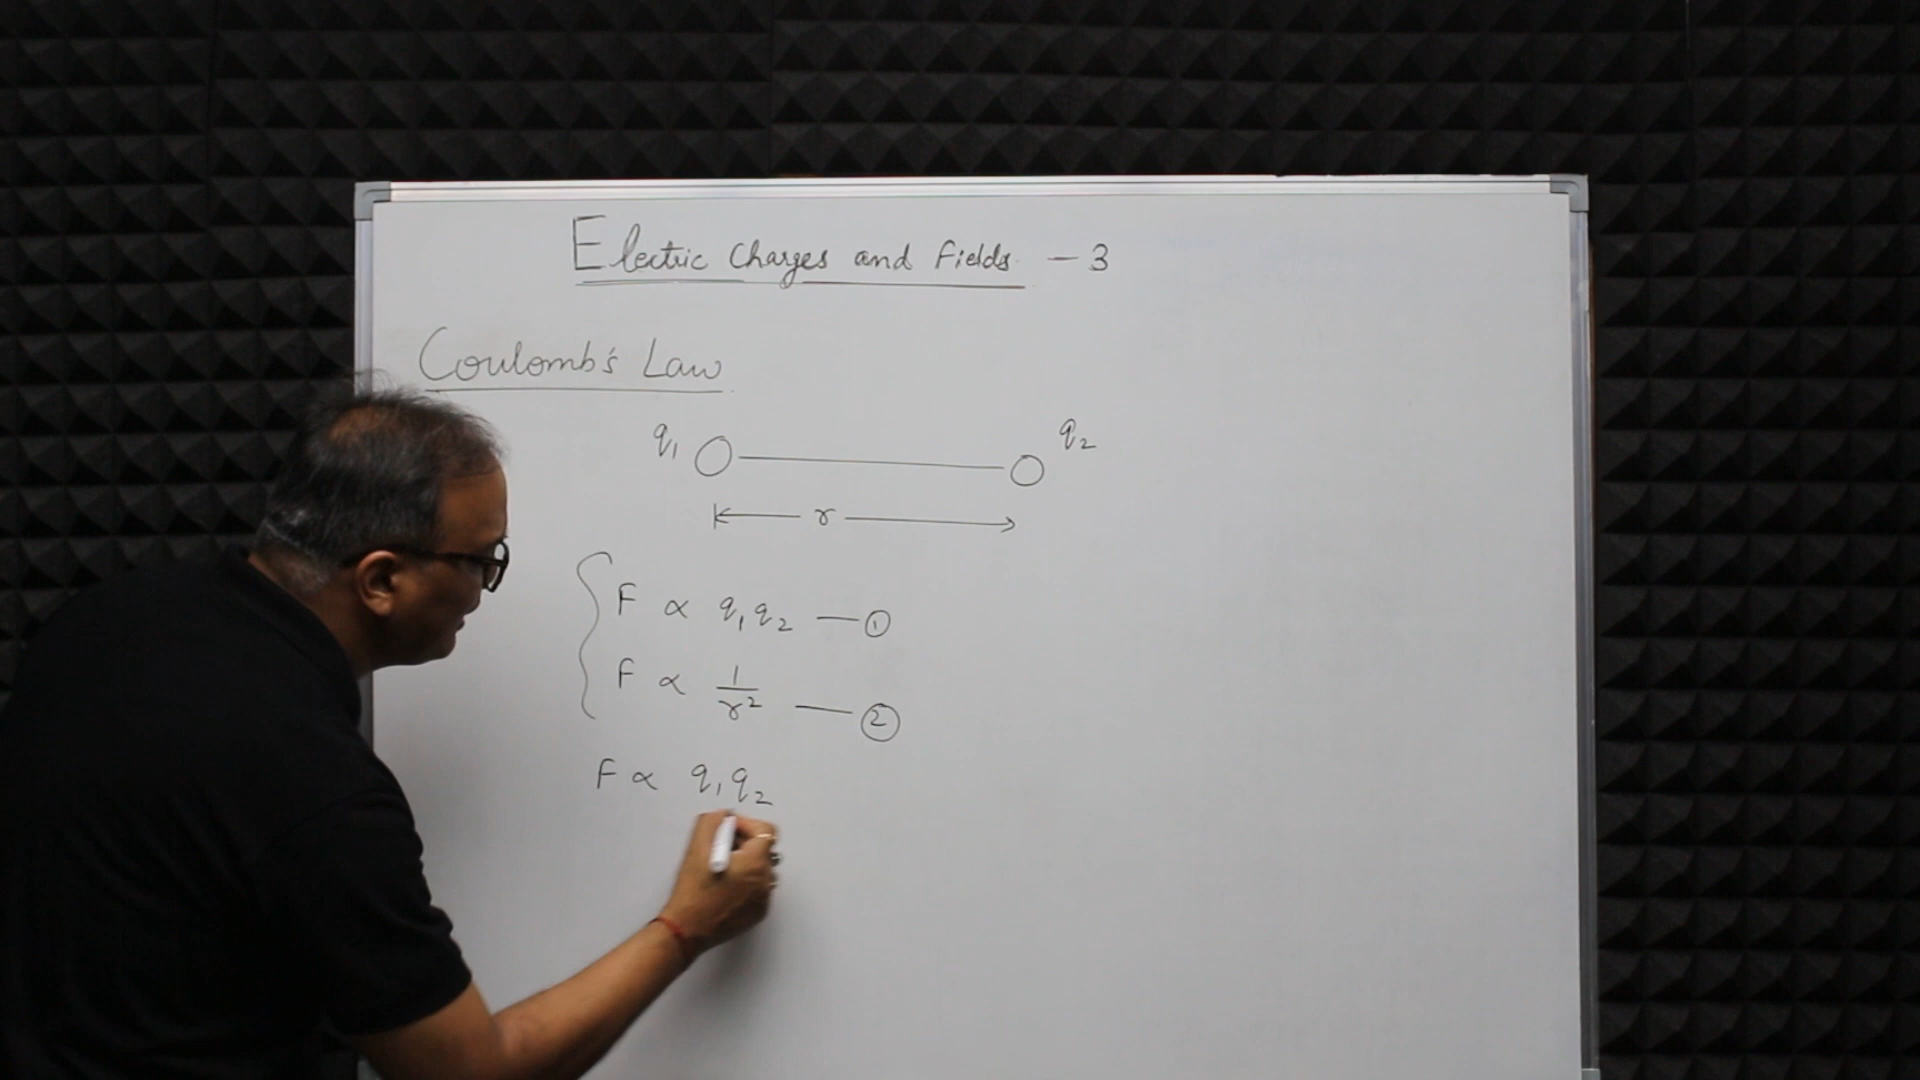 Electric Charges and Fields - 3
Coulomb's Law
q₁ q₂
r
F ∝ q₁q₂ — ①
F ∝ 1/r² — ②
F ∝ q₁q₂